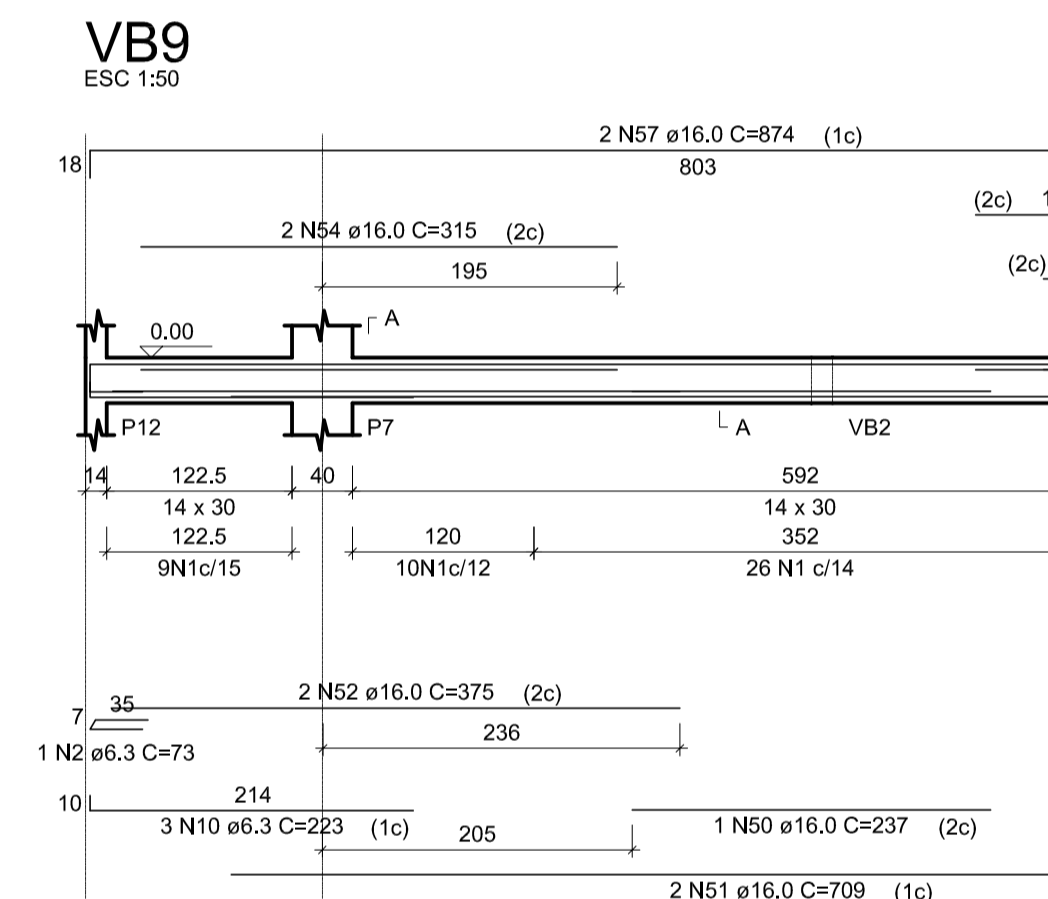 VB9
ESC 1:50
2 N57 ø16.0 C=874 (1c)
18
803
(2c) 1
2 N54 ø16.0 C=315 (2c)
195
(2c)
A
0.00
P12
P7
A
VB2
14 122.5 40 592
14 x 30 14 x 30
122.5 120 352
9N1c/15 10N1c/12 26 N1 c/14
2 N52 ø16.0 C=375 (2c)
35
7
236
1 N2 ø6.3 C=73
214
10
3 N10 ø6.3 C=223 (1c)
205
1 N50 ø16.0 C=237 (2c)
2 N51 ø16.0 C=709 (1c)